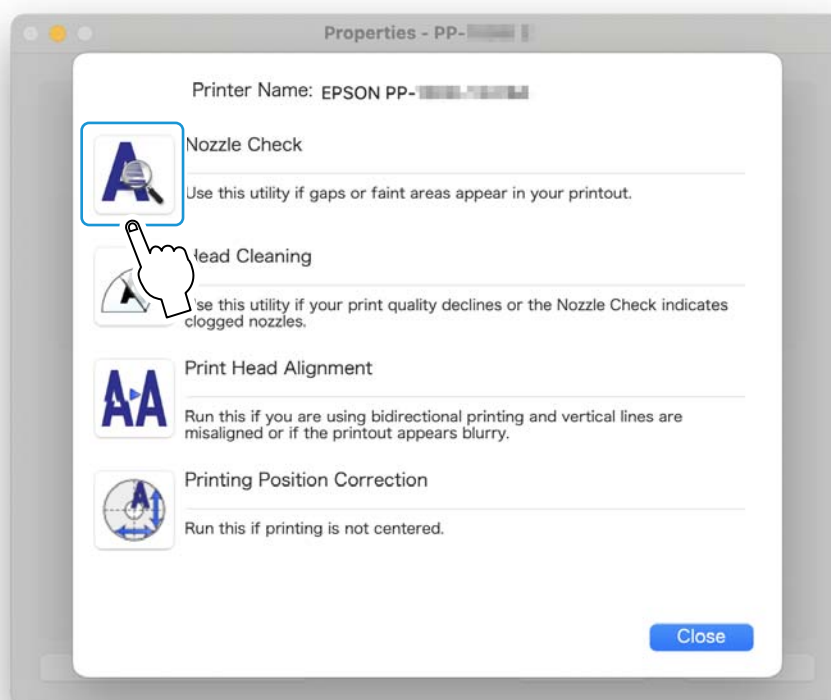 Properties - PP-
Printer Name: EPSON PP-
Nozzle Check
Use this utility if gaps or faint areas appear in your printout.
Head Cleaning
Use this utility if your print quality declines or the Nozzle Check indicates
clogged nozzles.
Print Head Alignment
Run this if you are using bidirectional printing and vertical lines are
misaligned or if the printout appears blurry.
Printing Position Correction
Run this if printing is not centered.
Close